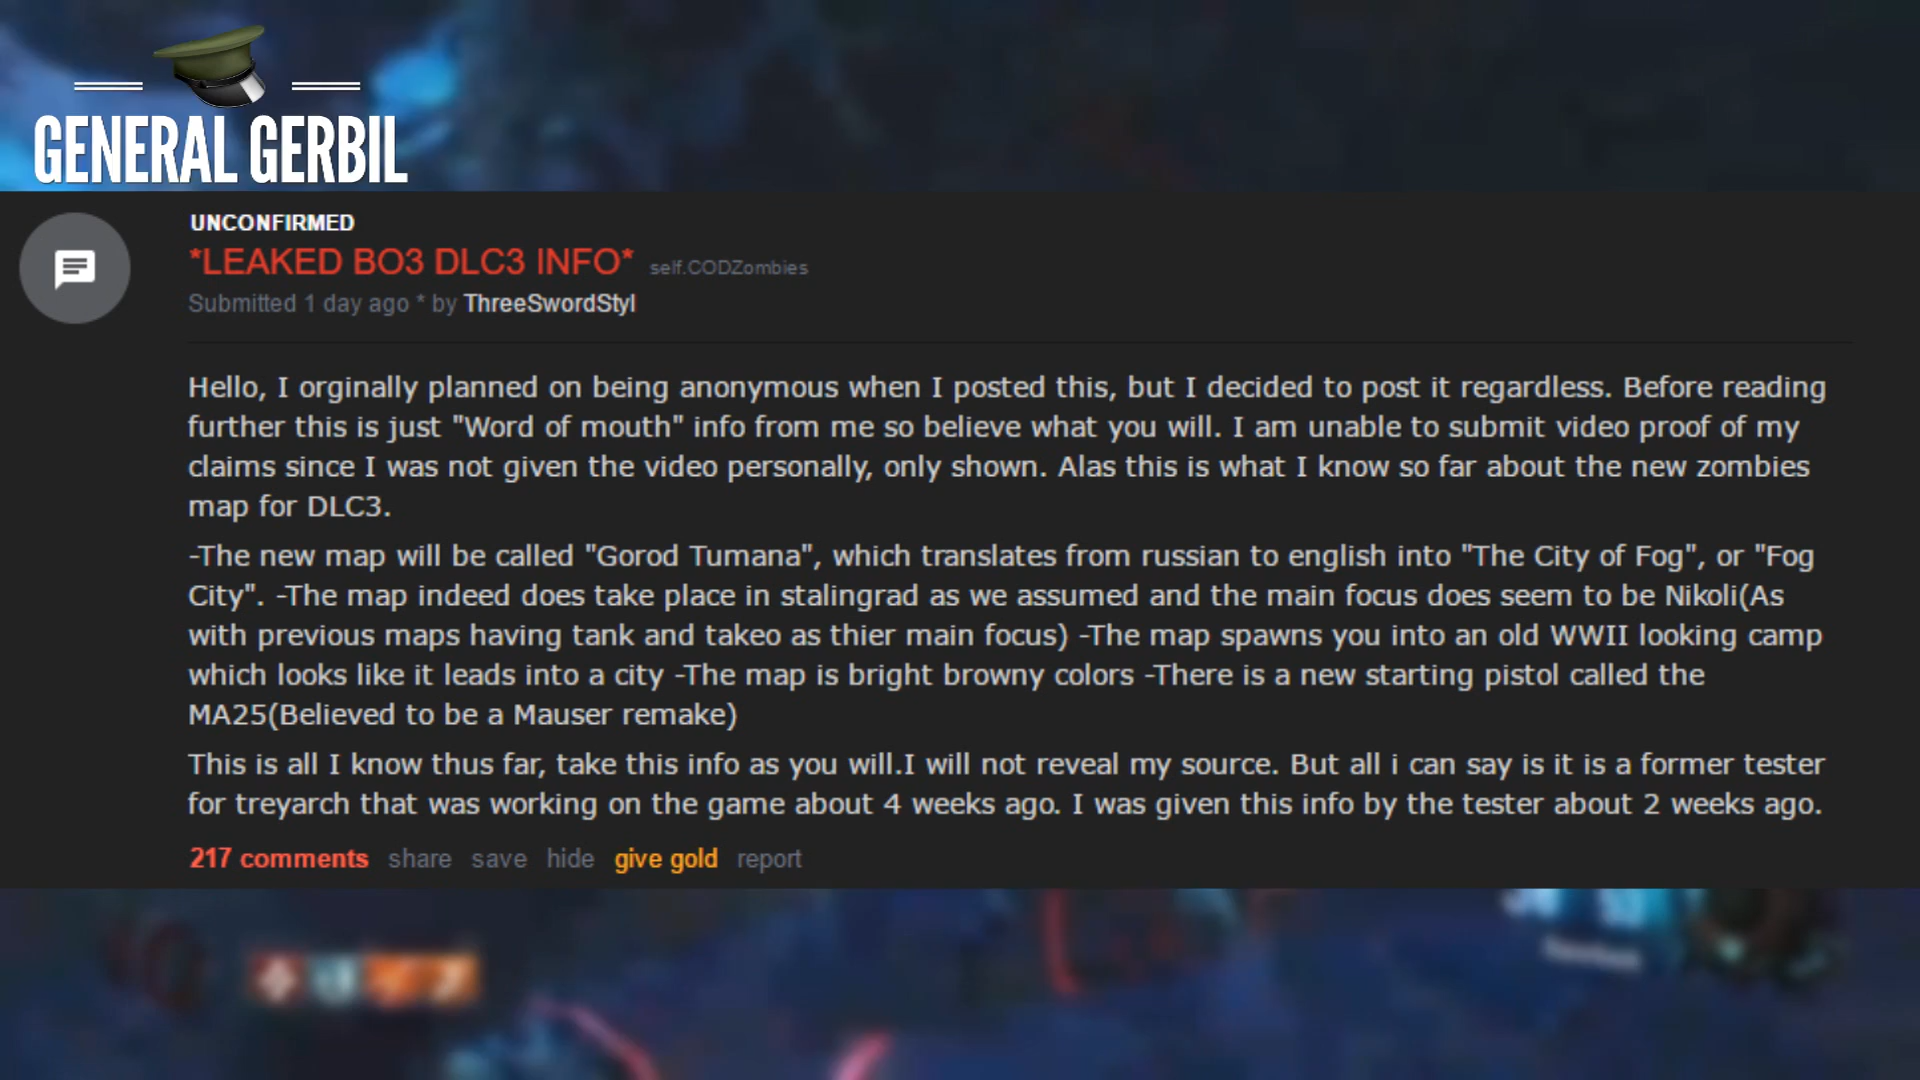 GENERAL GERBIL
UNCONFIRMED
*LEAKED BO3 DLC3 INFO* self.CODZombies
Submitted 1 day ago * by ThreeSwordStyl
Hello, I orginally planned on being anonymous when I posted this, but I decided to post it regardless. Before reading
further this is just "Word of mouth" info from me so believe what you will. I am unable to submit video proof of my
claims since I was not given the video personally, only shown. Alas this is what I know so far about the new zombies
map for DLC3.
-The new map will be called "Gorod Tumana", which translates from russian to english into "The City of Fog", or "Fog
City". -The map indeed does take place in stalingrad as we assumed and the main focus does seem to be Nikoli(As
with previous maps having tank and takeo as thier main focus) -The map spawns you into an old WWII looking camp
which looks like it leads into a city -The map is bright browny colors -There is a new starting pistol called the
MA25(Believed to be a Mauser remake)
This is all I know thus far, take this info as you will.I will not reveal my source. But all i can say is it is a former tester
for treyarch that was working on the game about 4 weeks ago. I was given this info by the tester about 2 weeks ago.
217 comments share save hide give gold report